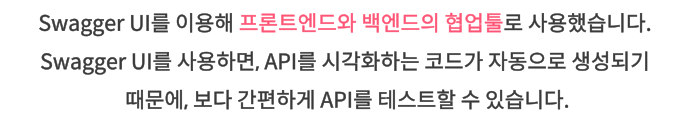 Swagger UI를 이용해 프론트엔드와 백엔드의 협업툴로 사용했습니다.
Swagger UI를 사용하면, API를 시각화하는 코드가 자동으로 생성되기
때문에, 보다 간편하게 API를 테스트할 수 있습니다.